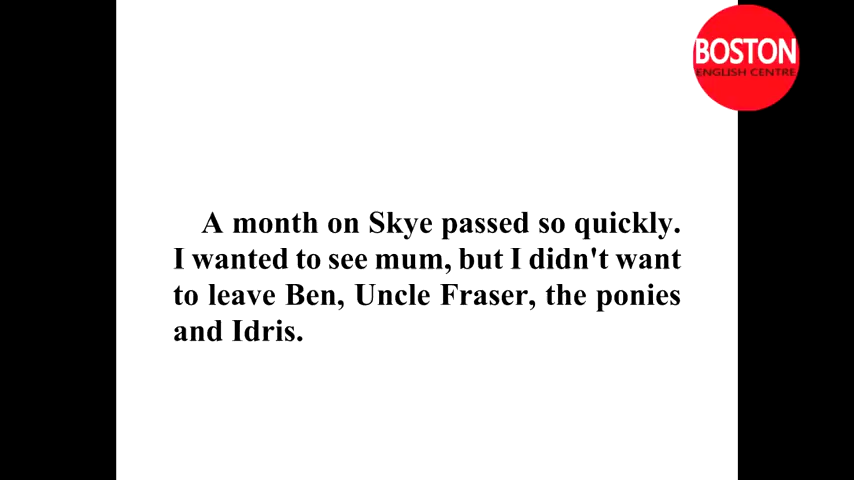 BOSTON
ENGLISH CENTRE
A month on Skye passed so quickly.
I wanted to see mum, but I didn't want
to leave Ben, Uncle Fraser, the ponies
and Idris.